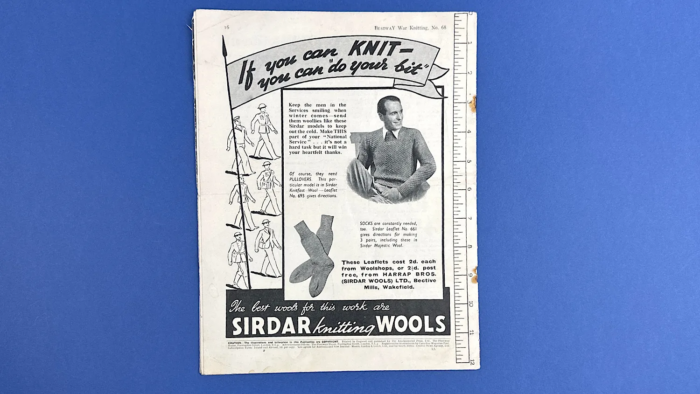 18
BESTWAY War Knitting, No. 68
If you can KNIT—
you can "do your bit"
Keep the men in the
Services smiling when
winter comes—send
them woollies like these
Sirdar models to keep
out the cold. Make THIS
part of your "National
Service" . . . it's not a
hard task but it will win
your heartfelt thanks.
Of course, they need
PULLOVERS. This par-
ticular model is in Sirdar
Knitfast Wool—Leaflet
No. 695 gives directions.
SOCKS are constantly needed,
too. Sirdar Leaflet No. 661
gives directions for making
3 pairs, including these in
Sirdar Majestic Wool.
These Leaflets cost 2d. each
from Woolshops, or 2½d. post
free, from HARRAP BROS.
(SIRDAR WOOLS) LTD., Bective
Mills, Wakefield.
The best wools for this work are
SIRDAR knitting WOOLS